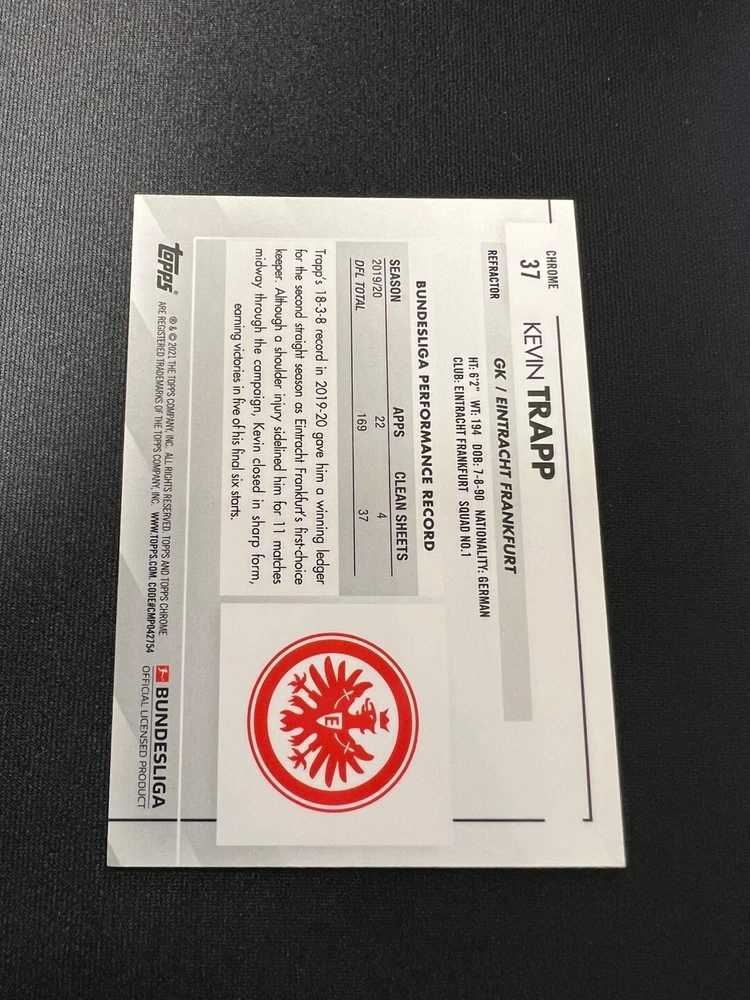 CHROME
37
KEVIN TRAPP
REFRACTOR
GK / EINTRACHT FRANKFURT
HT: 6'2" WT: 194 DOB: 7-8-90 NATIONALITY: GERMAN
CLUB: EINTRACHT FRANKFURT SQUAD NO.1
BUNDESLIGA PERFORMANCE RECORD
SEASON APPS CLEAN SHEETS
2019/20 22 4
DFL TOTAL 169 37
Trapp's 18-3-8 record in 2019-20 gave him a winning ledger
for the second straight season as Eintracht Frankfurt's first-choice
keeper. Although a shoulder injury sidelined him for 11 matches
midway through the campaign, Kevin closed in sharp form,
earning victories in five of his final six starts.
E
topps®
® & © 2021 THE TOPPS COMPANY, INC. ALL RIGHTS RESERVED. TOPPS AND TOPPS CHROME
ARE REGISTERED TRADEMARKS OF THE TOPPS COMPANY, INC. WWW.TOPPS.COM. CODE#CMP042754
BUNDESLIGA
OFFICIAL LICENSED PRODUCT